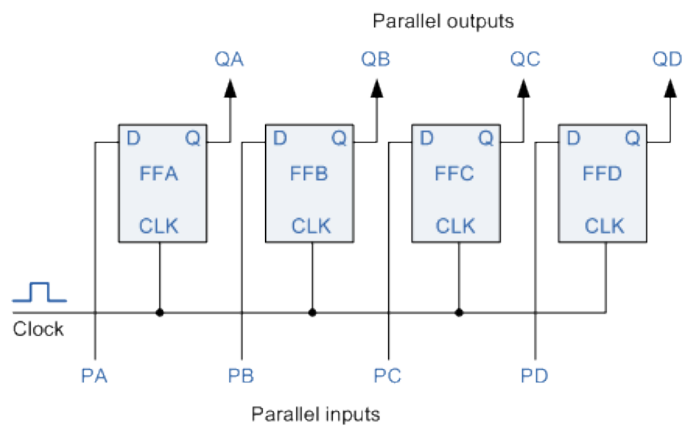 Parallel outputs
QA QB QC QD
D Q D Q D Q D Q
FFA FFB FFC FFD
CLK CLK CLK CLK
Clock
PA PB PC PD
Parallel inputs